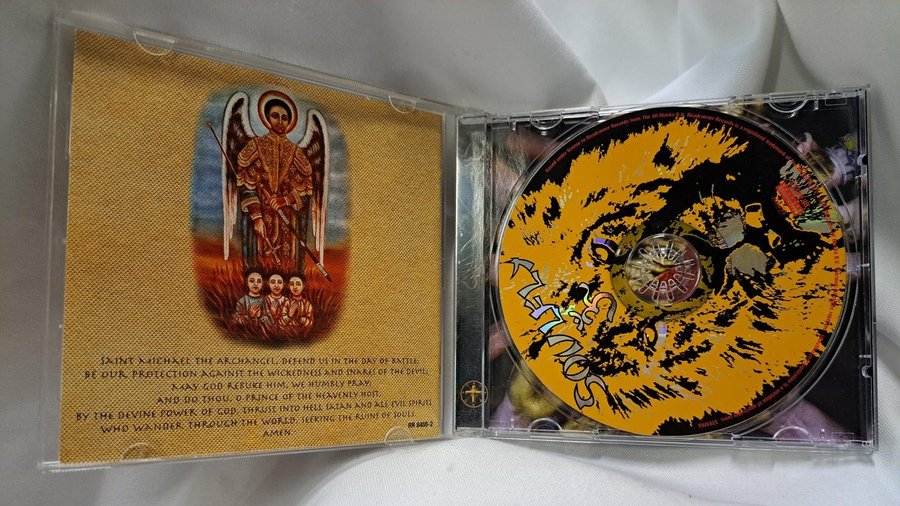 SAINT MICHAEL THE ARCHANGEL, DEFEND US IN THE DAY OF BATTLE,
BE OUR PROTECTION AGAINST THE WICKEDNESS AND SNARES OF THE DEVIL;
MAY GOD REBUKE HIM, WE HUMBLY PRAY;
AND DO THOU, O PRINCE OF THE HEAVENLY HOST,
BY THE DEVINE POWER OF GOD, THRUST INTO HELL SATAN AND ALL EVIL SPIRITS
WHO WANDER THROUGH THE WORLD, SEEKING THE RUINS OF SOULS.
AMEN
RR 8455-2
SOULFLY